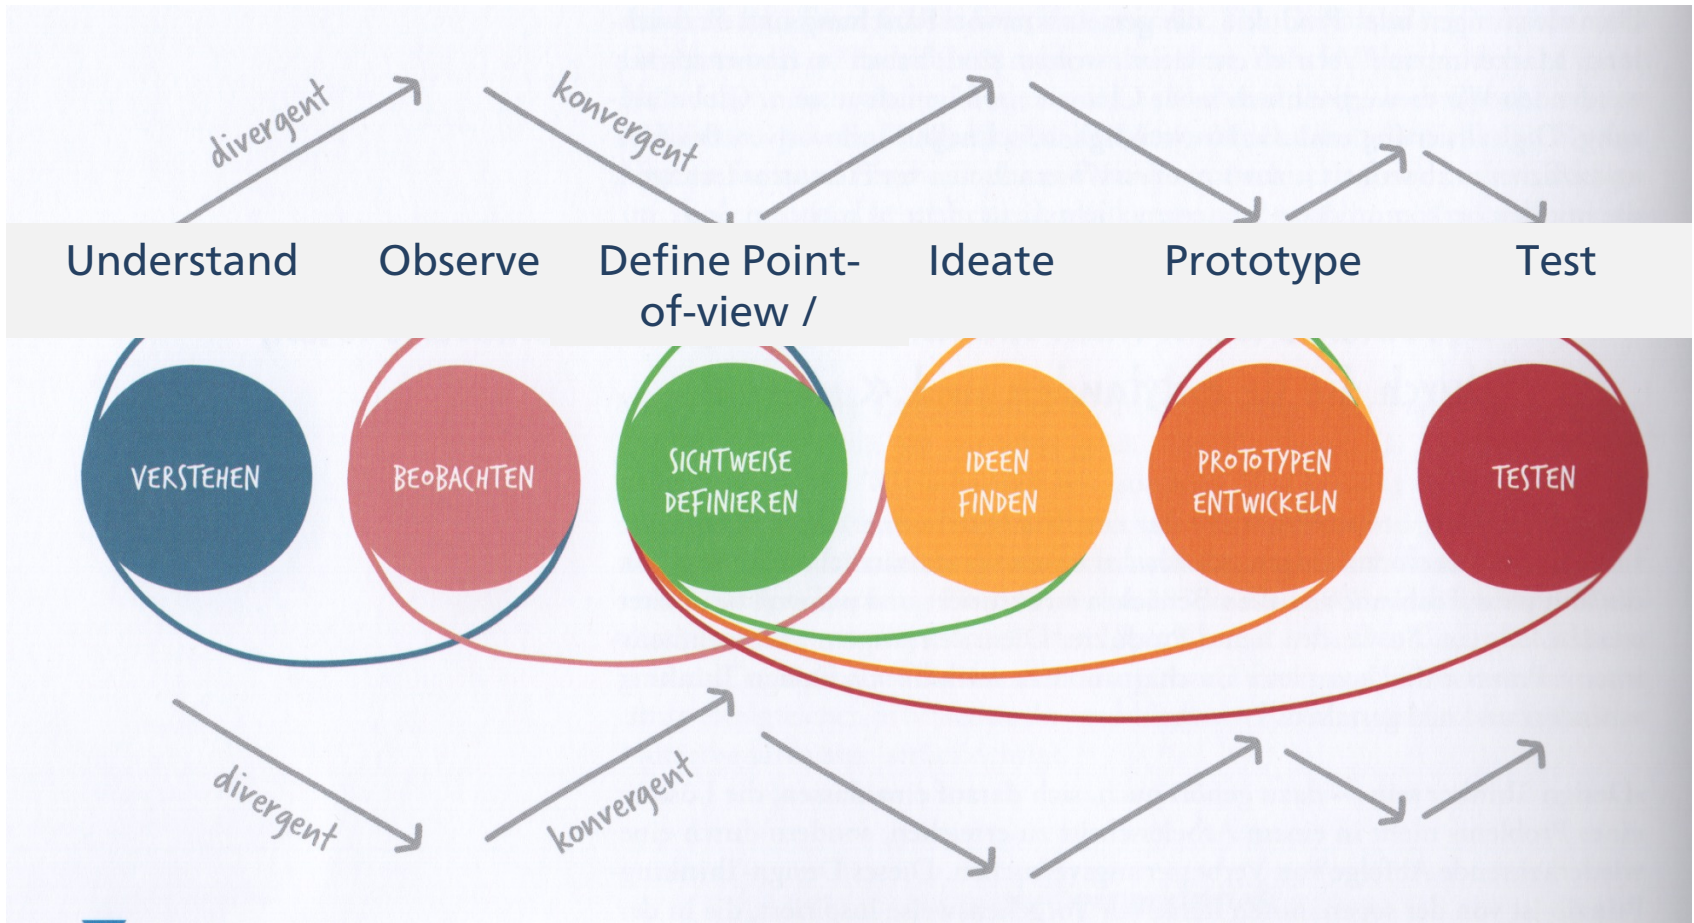 divergent
konvergent
Understand
Observe
Define Point-
of-view /
Ideate
Prototype
Test
VERSTEHEN
BEOBACHTEN
SICHTWEISE
DEFINIEREN
IDEEN
FINDEN
PROTOTYPEN
ENTWICKELN
TESTEN
divergent
konvergent